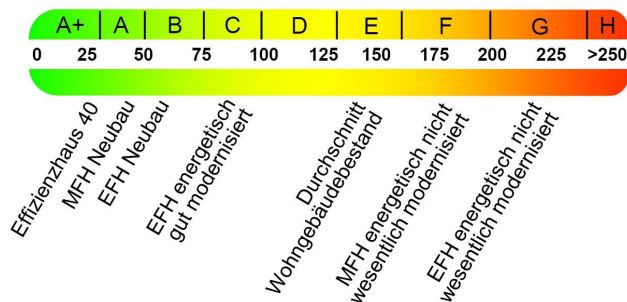 A+ A B C D E F G H
0 25 50 75 100 125 150 175 200 225 >250
Effizienzhaus 40
MFH Neubau
EFH Neubau
EFH energetisch
gut modernisiert
Durchschnitt
Wohngebäudebestand
MFH energetisch nicht
wesentlich modernisiert
EFH energetisch nicht
wesentlich modernisiert